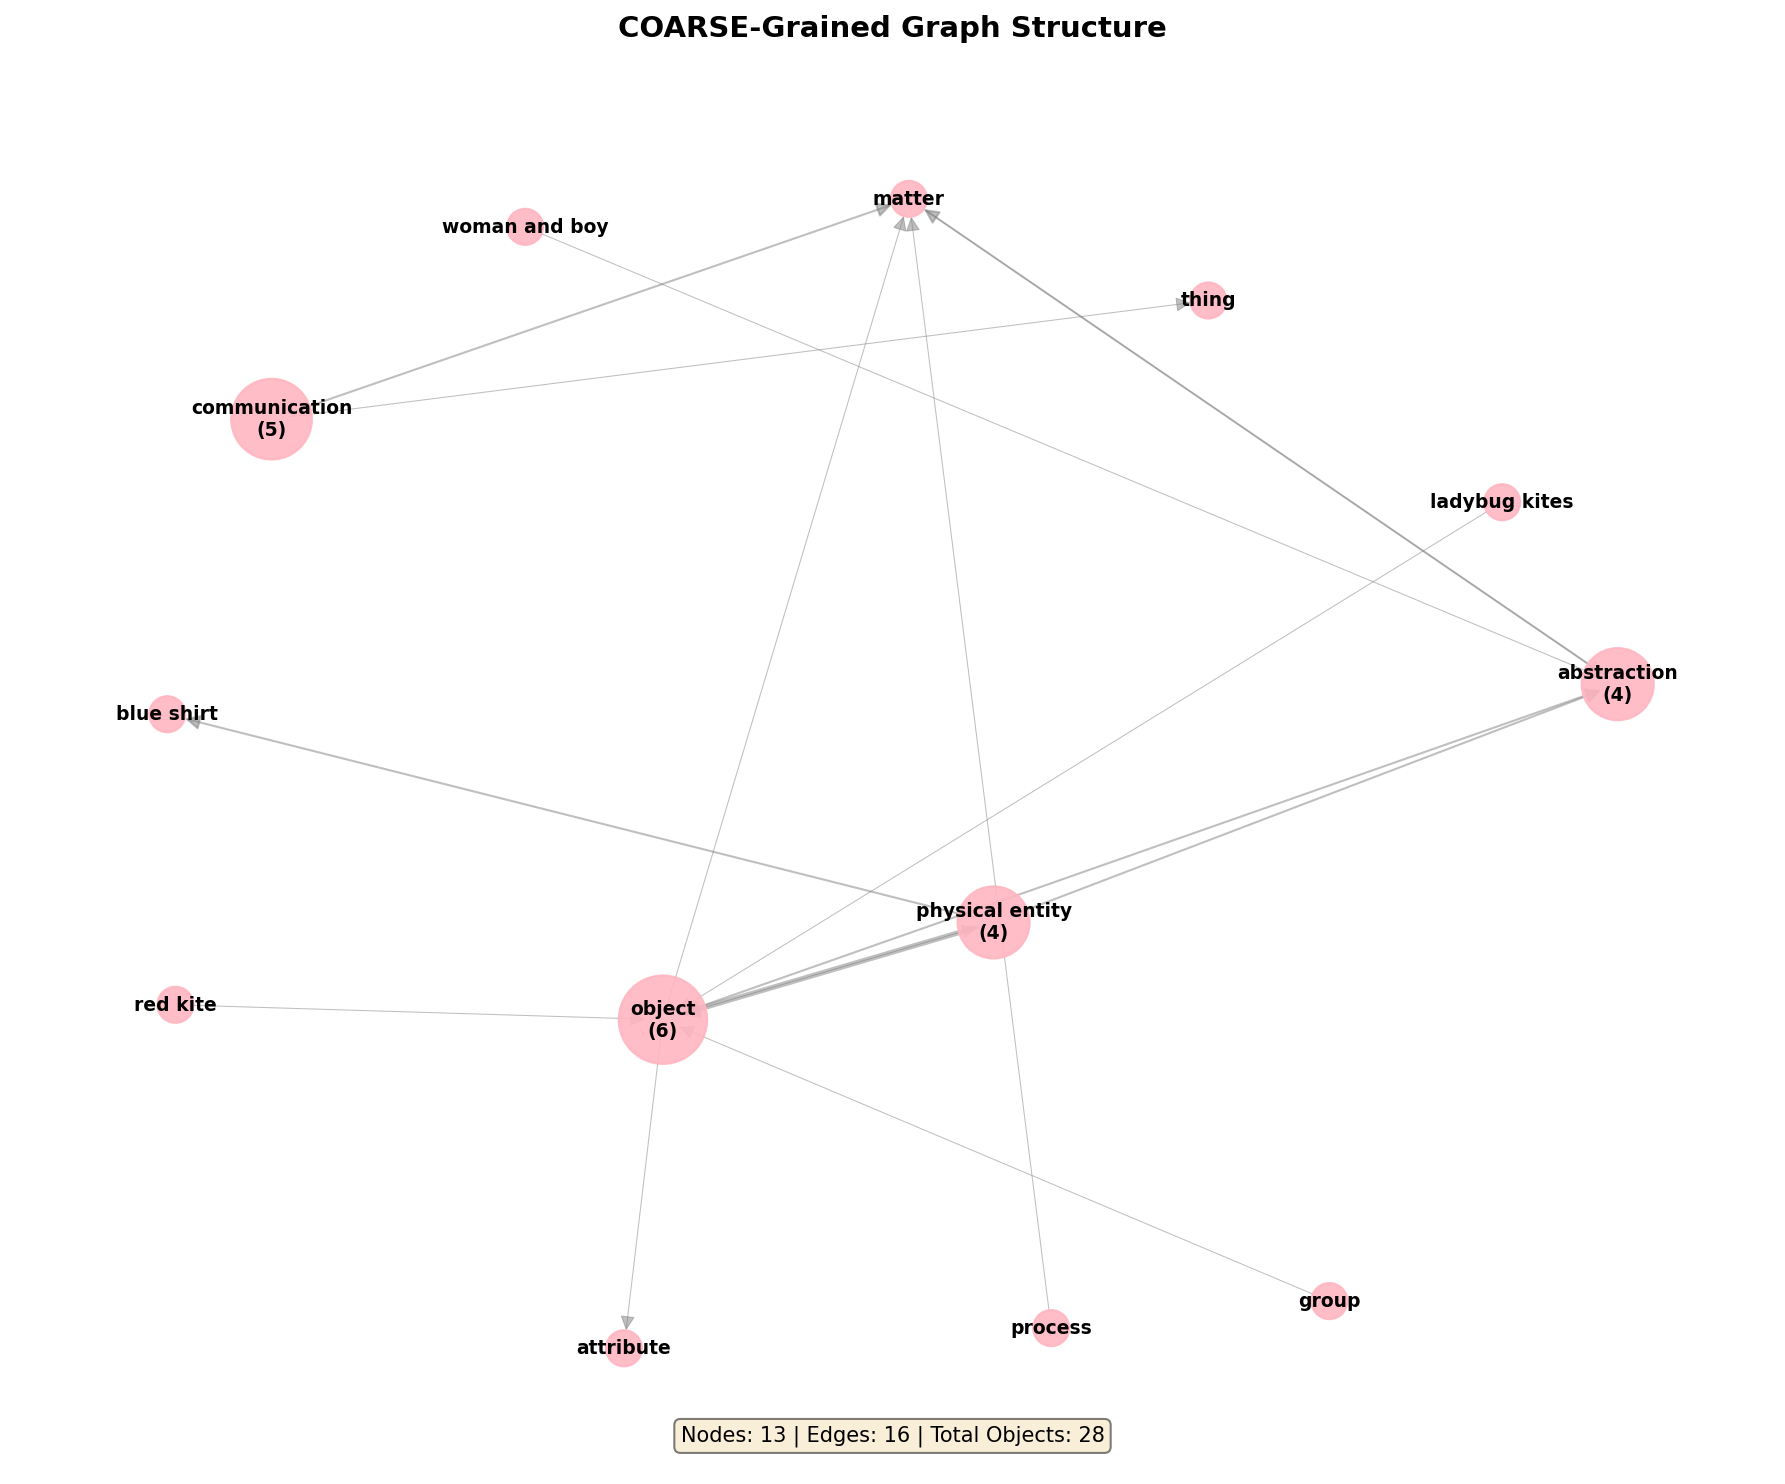 COARSE-Grained Graph Structure
matter
woman and boy
thing
communication
(5)
ladybug kites
abstraction
(4)
blue shirt
physical entity
(4)
red kite
object
(6)
group
process
attribute
Nodes: 13 | Edges: 16 | Total Objects: 28